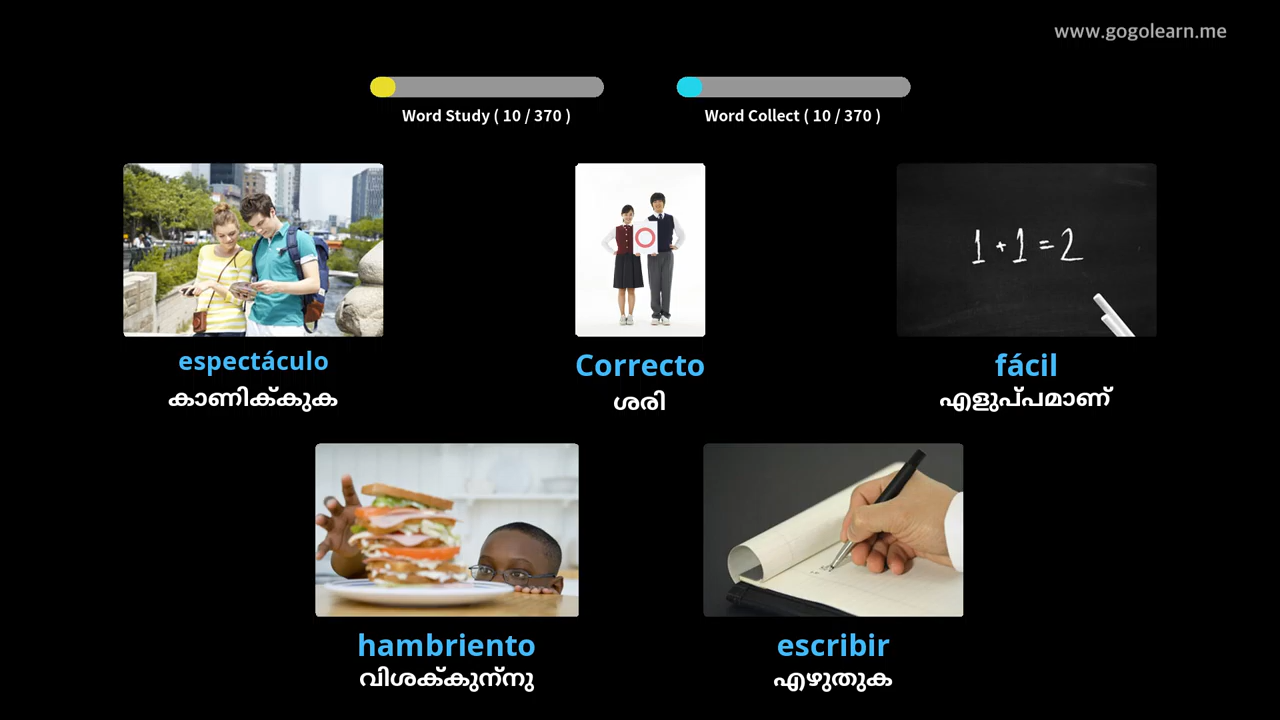 www.gogolearn.me
Word Study ( 10 / 370 )
Word Collect ( 10 / 370 )
espectáculo
കാണിക്കുക
Correcto
ശരി
fácil
എളുപ്പമാണ്
1 + 1 = 2
hambriento
വിശക്കുന്നു
escribir
എഴുതുക